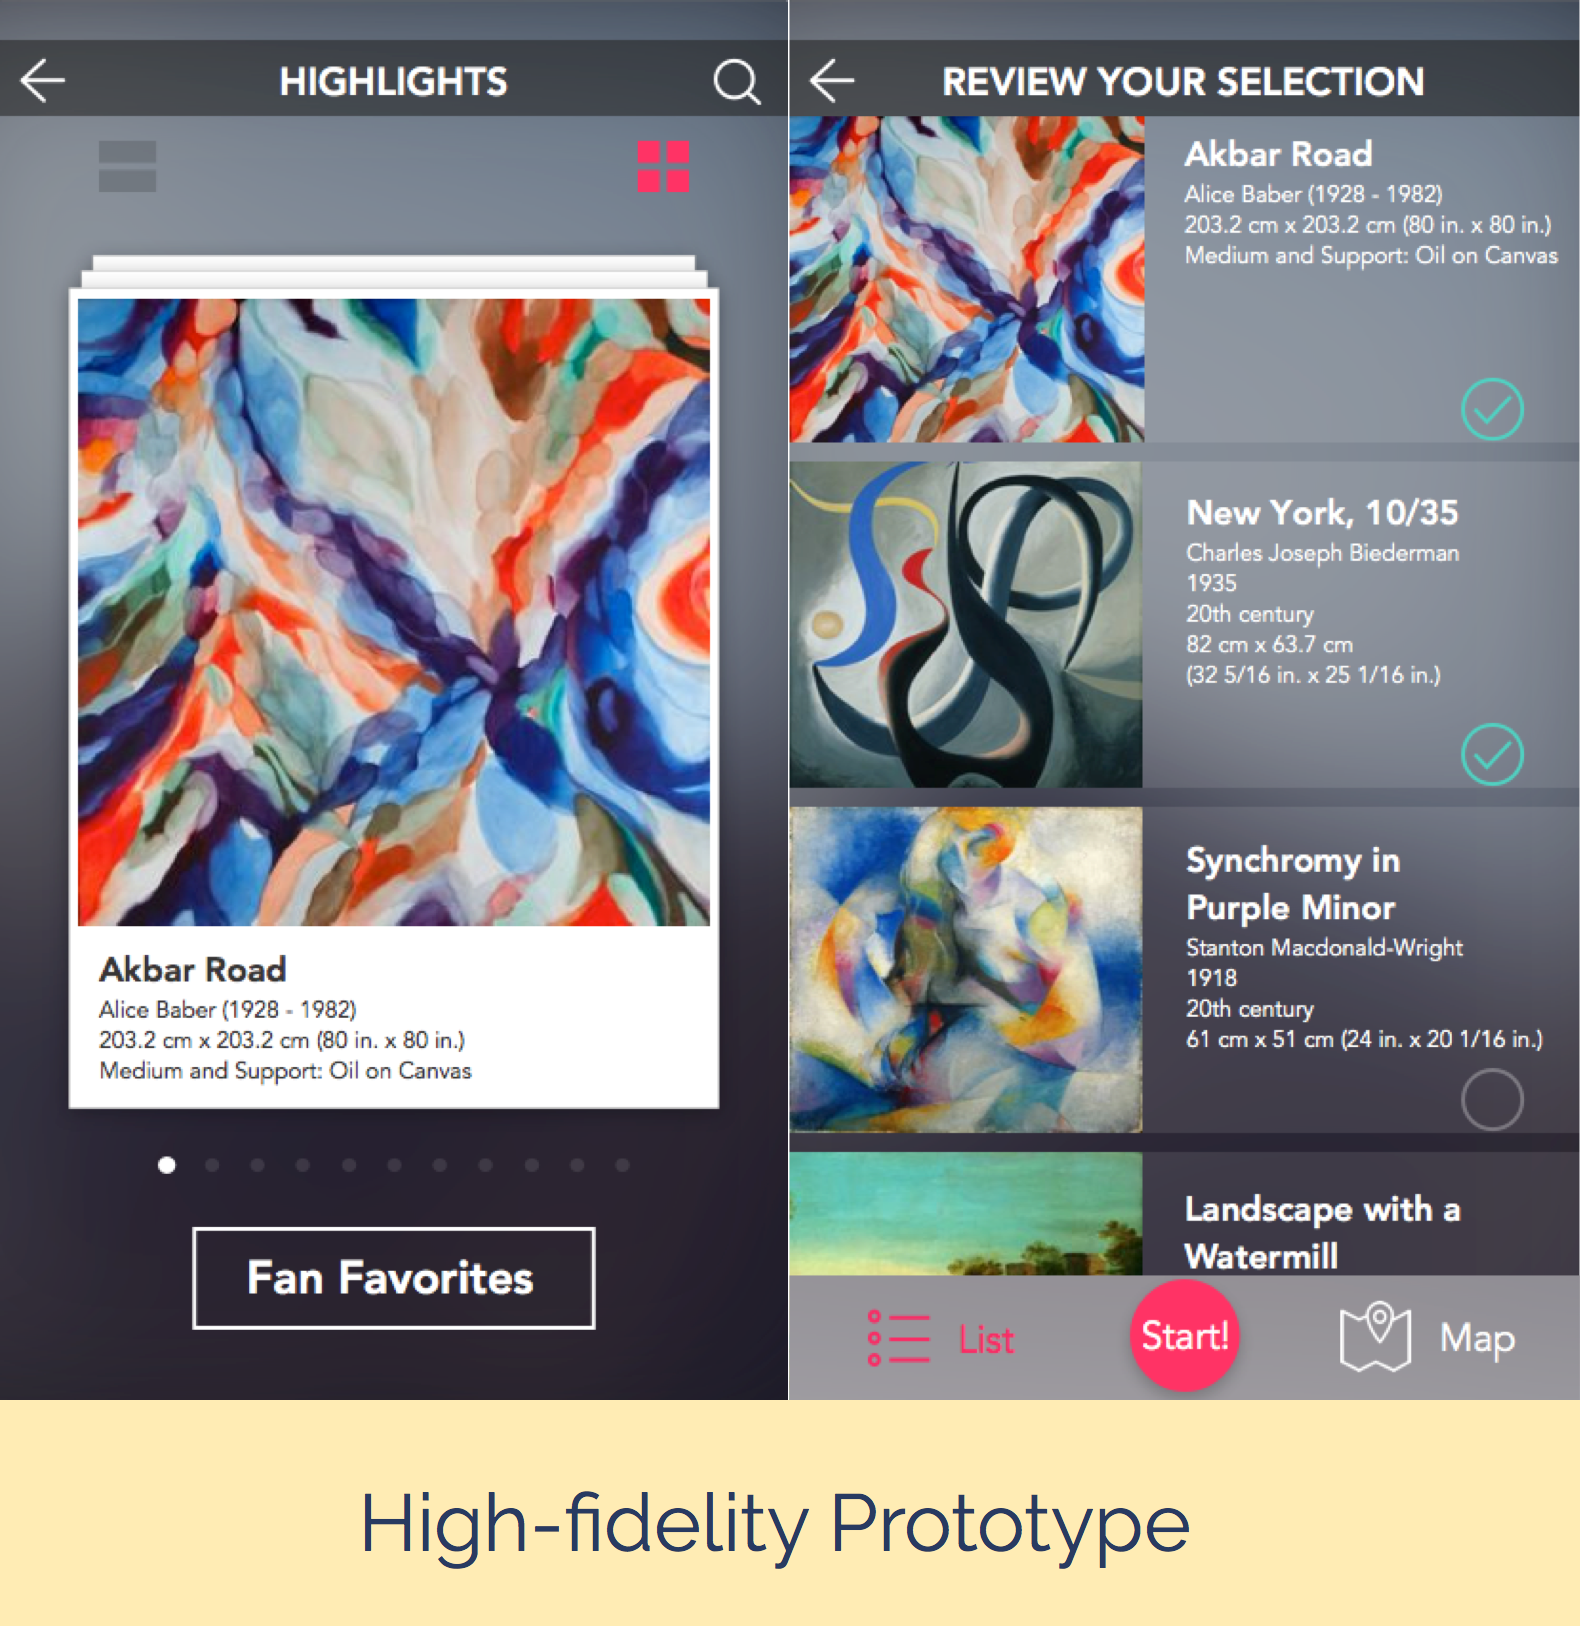 HIGHLIGHTS
Akbar Road
Alice Baber (1928 - 1982)
203.2 cm x 203.2 cm (80 in. x 80 in.)
Medium and Support: Oil on Canvas
Fan Favorites
REVIEW YOUR SELECTION
Akbar Road
Alice Baber (1928 - 1982)
203.2 cm x 203.2 cm (80 in. x 80 in.)
Medium and Support: Oil on Canvas
New York, 10/35
Charles Joseph Biederman
1935
20th century
82 cm x 63.7 cm
(32 5/16 in. x 25 1/16 in.)
Synchromy in
Purple Minor
Stanton Macdonald-Wright
1918
20th century
61 cm x 51 cm (24 in. x 20 1/16 in.)
Landscape with a
Watermill
List
Start!
Map
High-fidelity Prototype